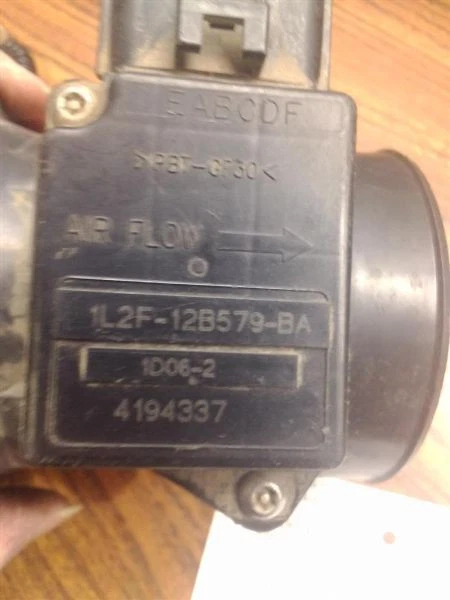 EABCDF
>PBT-GF30<
AIR FLOW
1L2F-12B579-BA
1D06-2
4194337